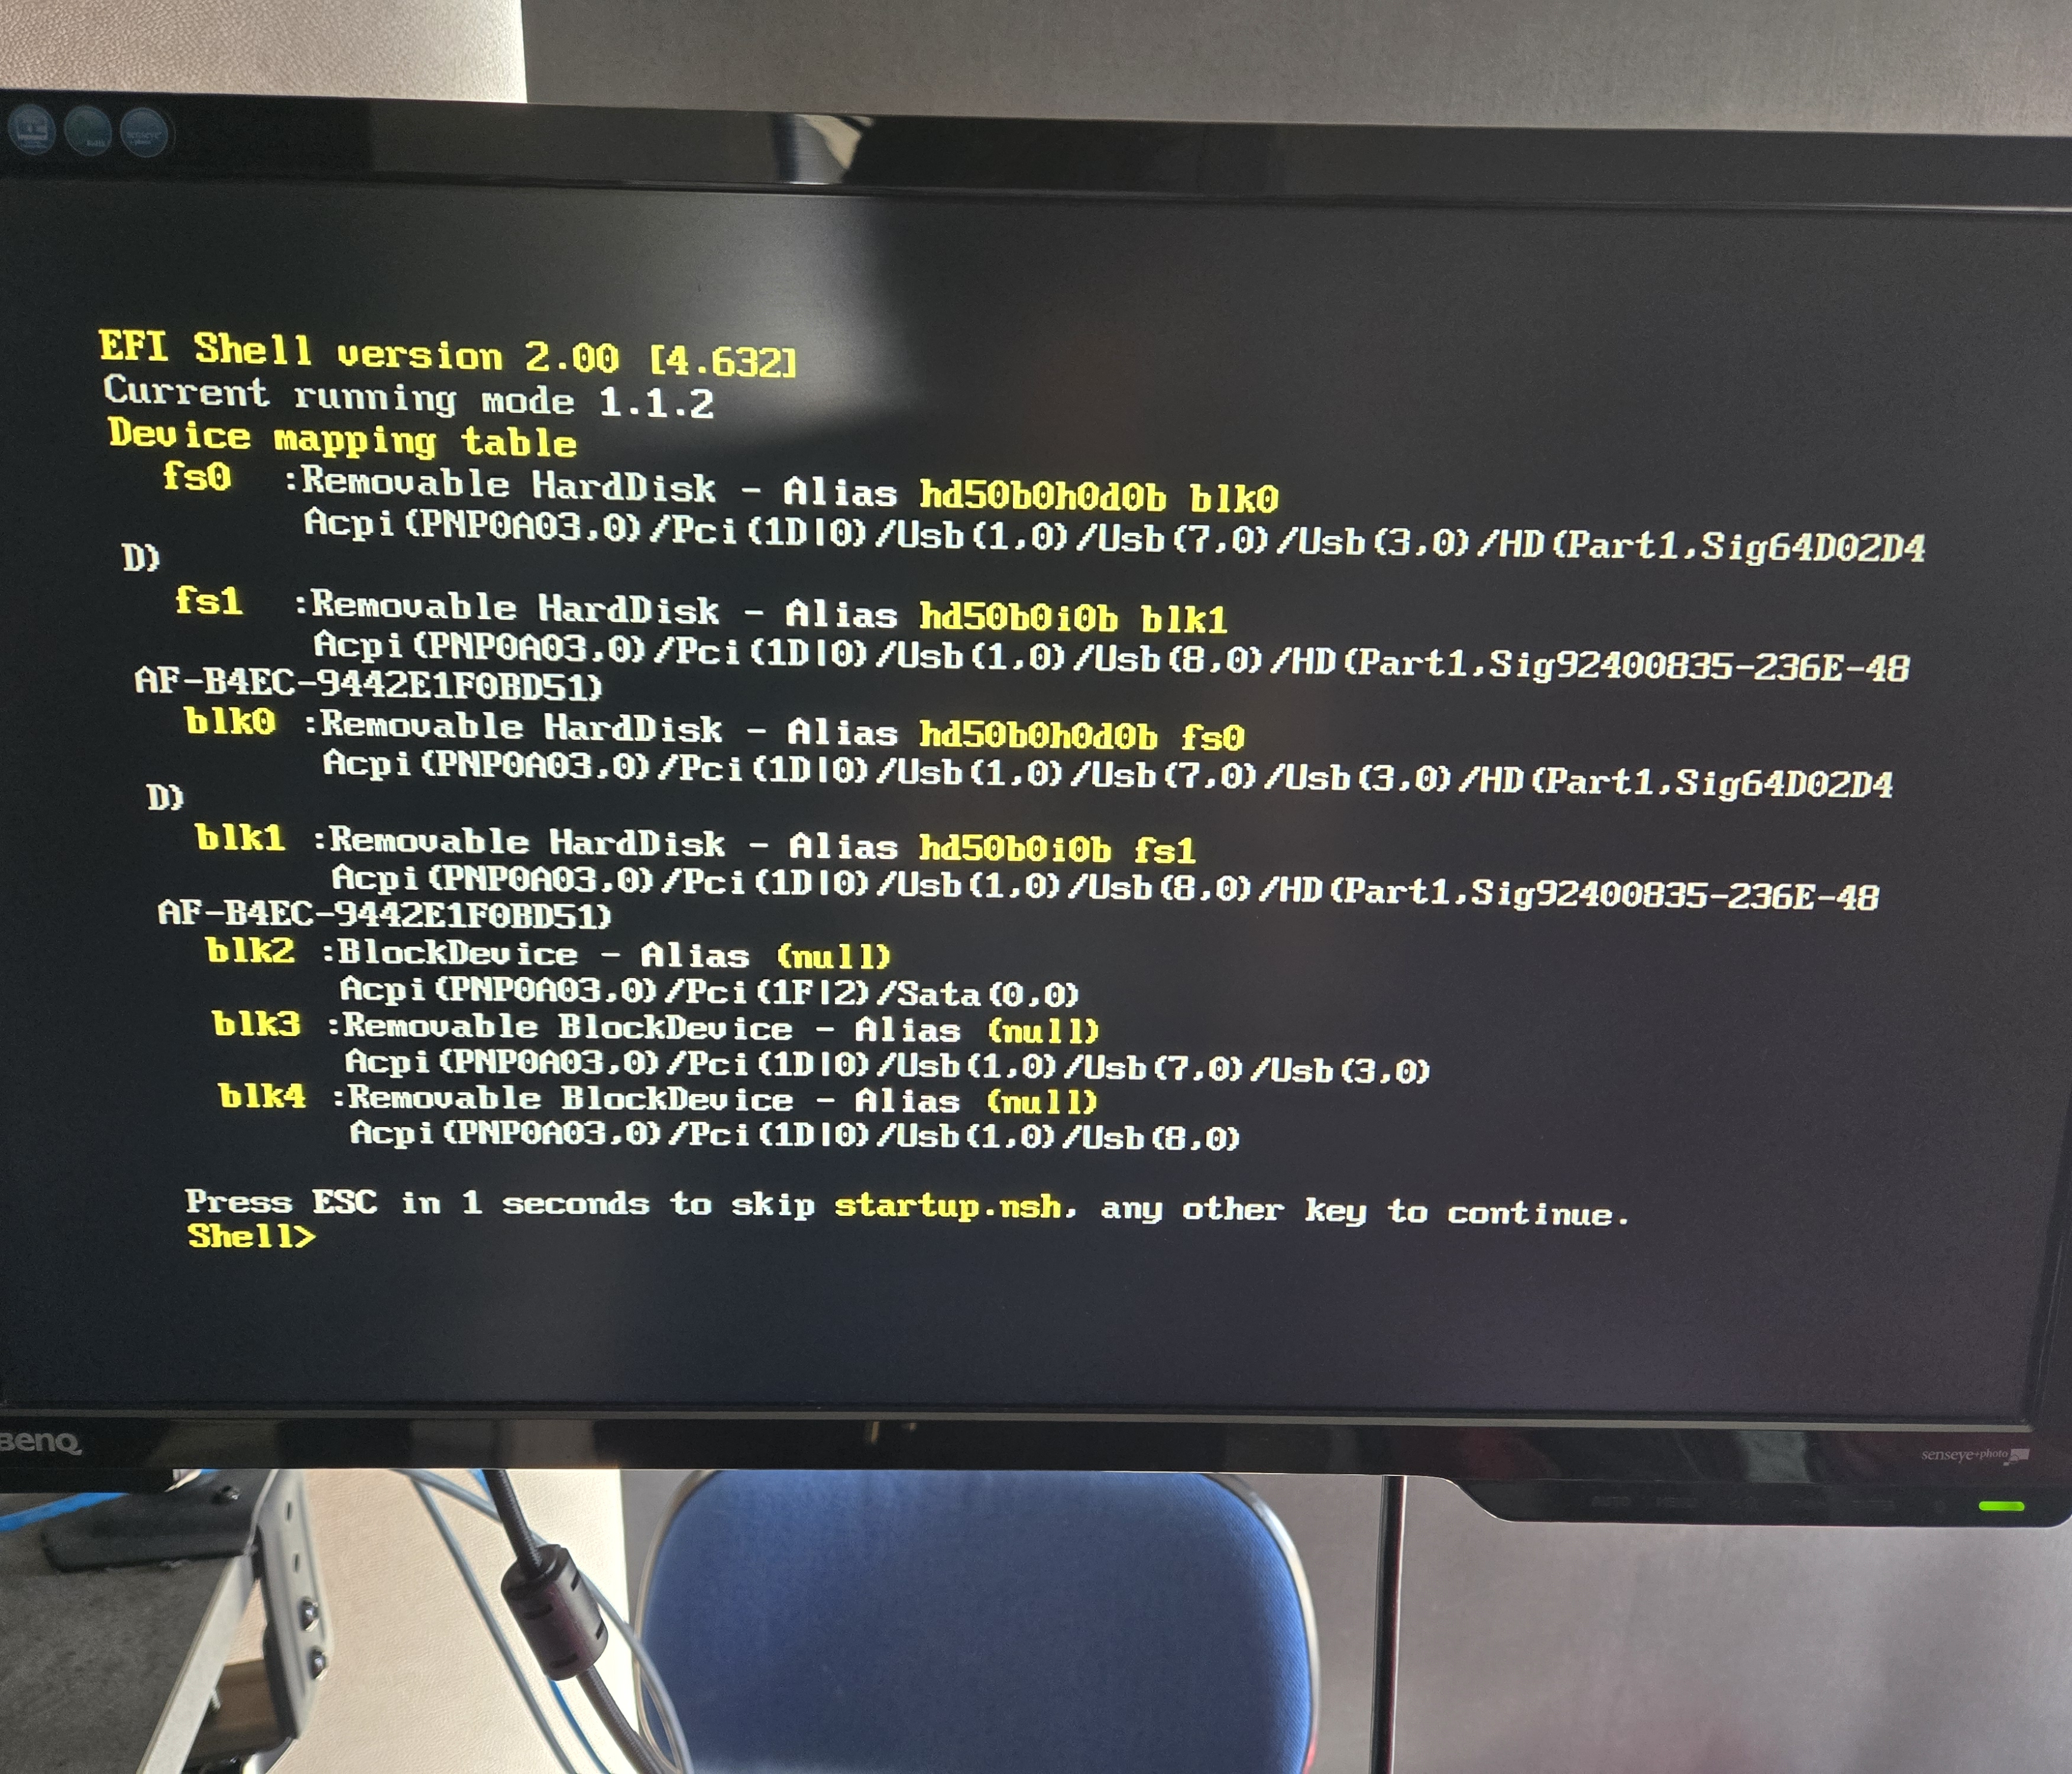 EFI Shell version 2.00 [4.632]
Current running mode 1.1.2
Device mapping table
fs0 :Removable HardDisk - Alias hd50b0h0d0b blk0
Acpi(PNP0A03,0)/Pci(1D|0)/Usb(1,0)/Usb(7,0)/Usb(3,0)/HD(Part1,Sig64D02D4
D)
fs1 :Removable HardDisk - Alias hd50b0i0b blk1
Acpi(PNP0A03,0)/Pci(1D|0)/Usb(1,0)/Usb(8,0)/HD(Part1,Sig92400835-236E-48
AF-B4EC-9442E1F0BD51)
blk0 :Removable HardDisk - Alias hd50b0h0d0b fs0
Acpi(PNP0A03,0)/Pci(1D|0)/Usb(1,0)/Usb(7,0)/Usb(3,0)/HD(Part1,Sig64D02D4
D)
blk1 :Removable HardDisk - Alias hd50b0i0b fs1
Acpi(PNP0A03,0)/Pci(1D|0)/Usb(1,0)/Usb(8,0)/HD(Part1,Sig92400835-236E-48
AF-B4EC-9442E1F0BD51)
blk2 :BlockDevice - Alias (null)
Acpi(PNP0A03,0)/Pci(1F|2)/Sata(0,0)
blk3 :Removable BlockDevice - Alias (null)
Acpi(PNP0A03,0)/Pci(1D|0)/Usb(1,0)/Usb(7,0)/Usb(3,0)
blk4 :Removable BlockDevice - Alias (null)
Acpi(PNP0A03,0)/Pci(1D|0)/Usb(1,0)/Usb(8,0)
Press ESC in 1 seconds to skip startup.nsh, any other key to continue.
Shell>
BenQ
senseye+photo